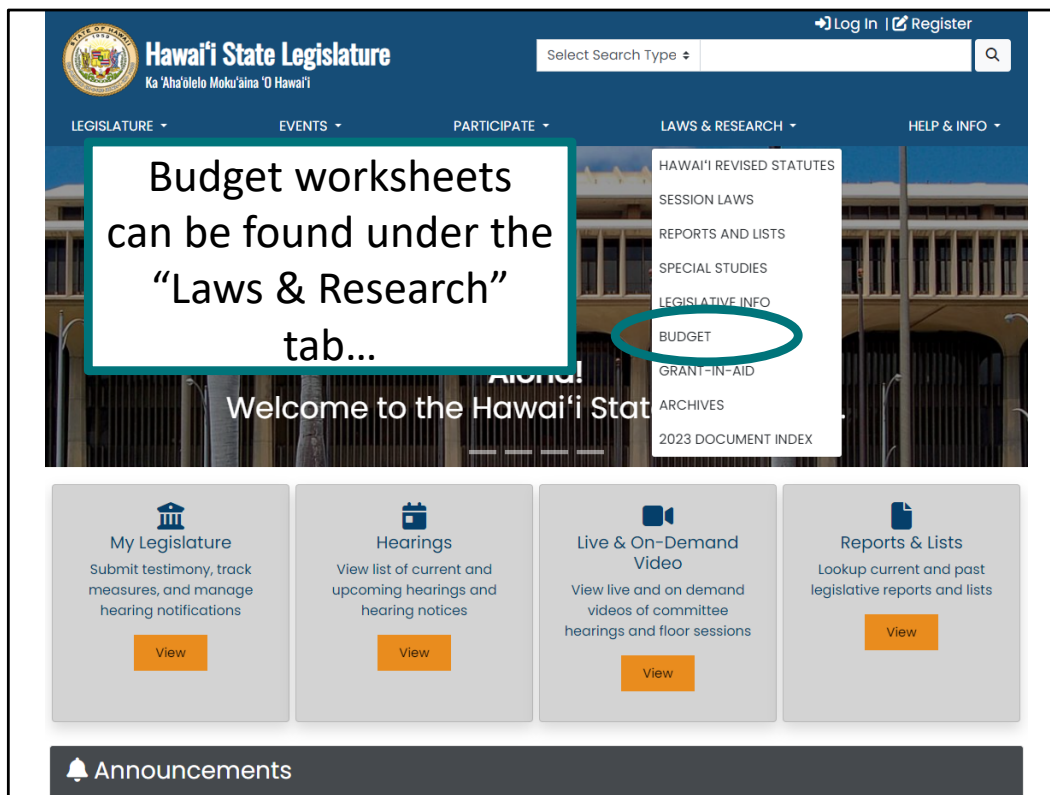 Log In | Register
Hawaiʻi State Legislature
Ka ʻAhaʻōlelo Mokuʻāina ʻO Hawaiʻi
Select Search Type
LEGISLATURE EVENTS PARTICIPATE LAWS & RESEARCH HELP & INFO
Budget worksheets
can be found under the
“Laws & Research”
tab…
HAWAIʻI REVISED STATUTES
SESSION LAWS
REPORTS AND LISTS
SPECIAL STUDIES
LEGISLATIVE INFO
BUDGET
GRANT-IN-AID
ARCHIVES
2023 DOCUMENT INDEX
Aloha!
Welcome to the Hawaiʻi
My Legislature
Submit testimony, track
measures, and manage
hearing notifications
View
Hearings
View list of current and
upcoming hearings and
hearing notices
View
Live & On-Demand
Video
View live and on demand
videos of committee
hearings and floor sessions
View
Reports & Lists
Lookup current and past
legislative reports and lists
View
Announcements